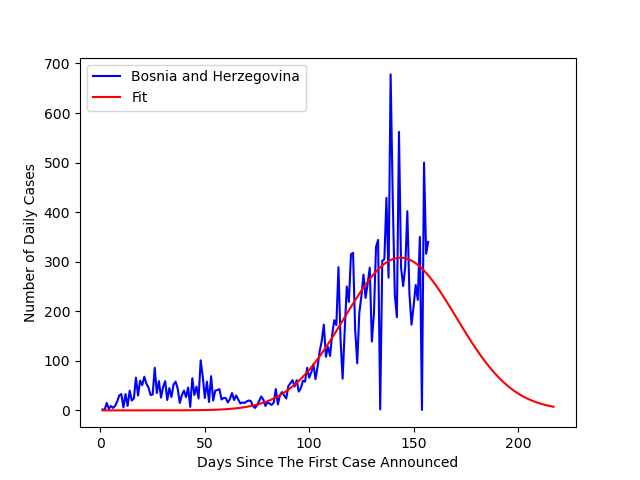 Bosnia and Herzegovina
Fit
700
600
500
400
300
200
100
0
Number of Daily Cases
0 50 100 150 200
Days Since The First Case Announced